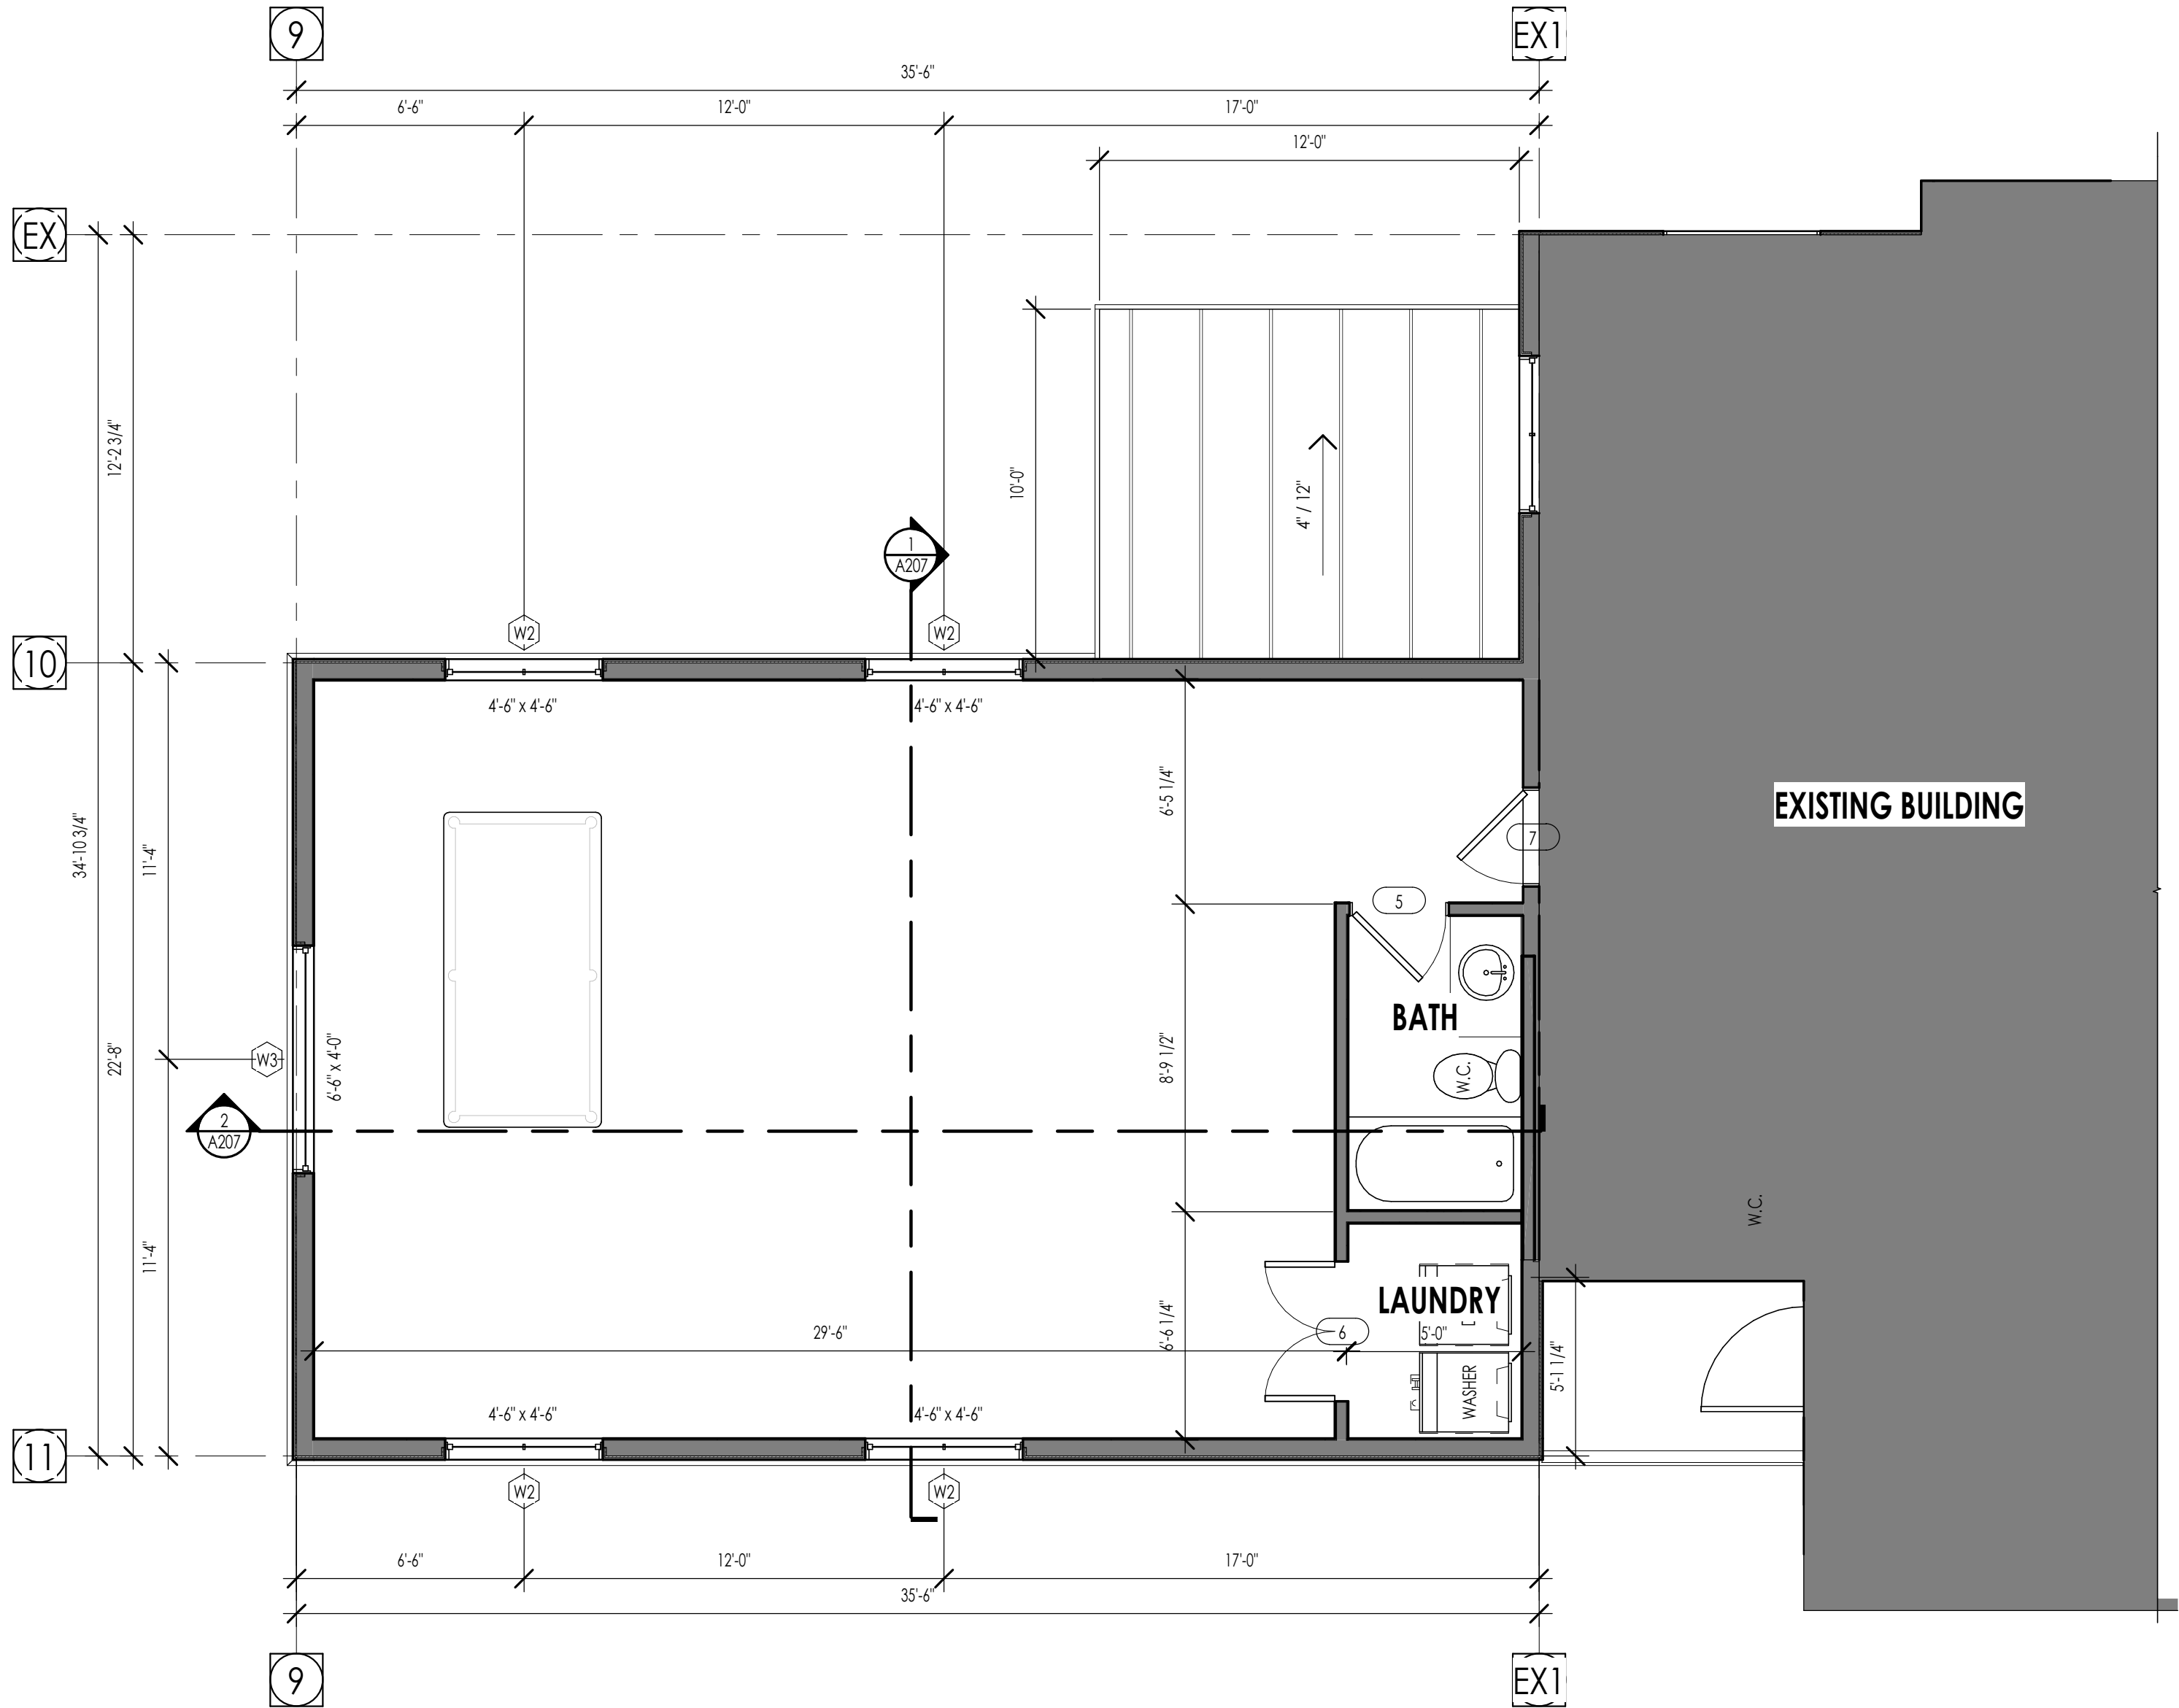 9
EX1
35'-6"
6'-6"
12'-0"
17'-0"
12'-0"
EX
12'-2 3/4"
10'-0"
4" / 12"
1
A207
W2
W2
10
4'-6" x 4'-6"
4'-6" x 4'-6"
6'-5 1/4"
EXISTING BUILDING
7
34'-10 3/4"
11'-4"
5
BATH
22'-8"
W3
6'-6" x 4'-0"
8'-9 1/2"
W.C.
2
A207
W.C.
11'-4"
LAUNDRY
29'-6"
6'-6 1/4"
6
5'-0"
5'-1 1/4"
WASHER
4'-6" x 4'-6"
4'-6" x 4'-6"
11
W2
W2
6'-6"
12'-0"
17'-0"
35'-6"
9
EX1